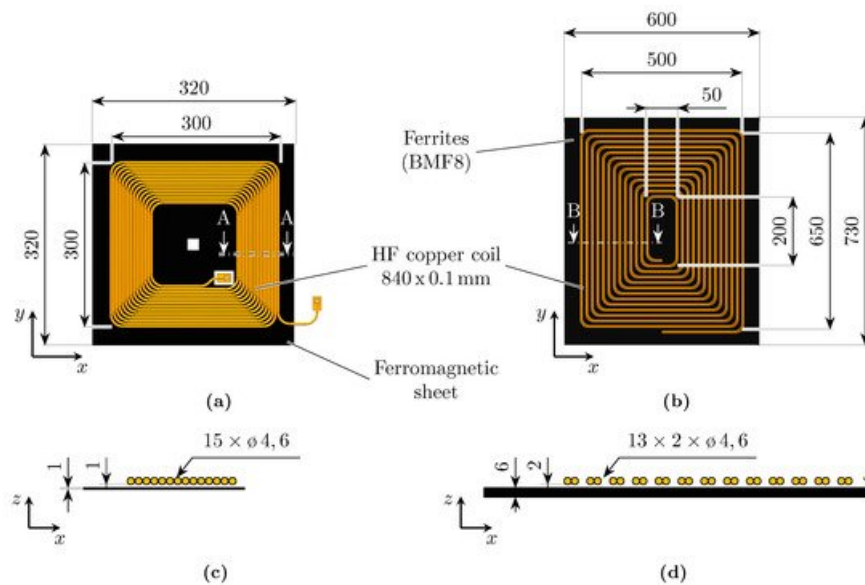 320
300
320
300
A
A
y
x
(a)
HF copper coil
840 x 0.1 mm
Ferromagnetic
sheet
600
500
50
Ferrites
(BMF8)
B
B
200
650
730
y
x
(b)
15 × ø 4,6
1
1
z
x
(c)
13 × 2 × ø 4,6
6
2
z
x
(d)